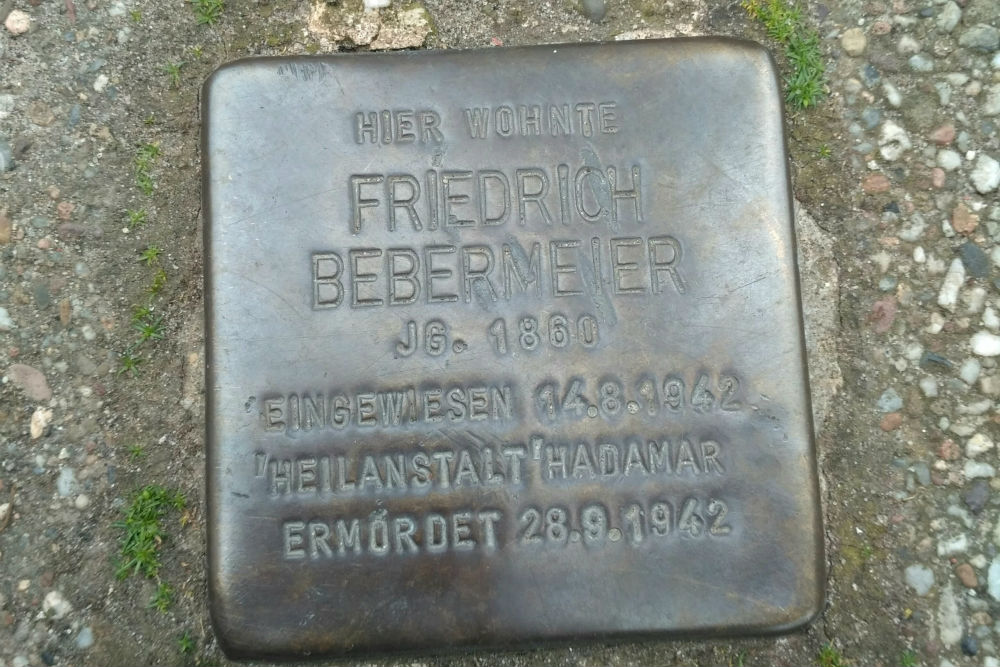 HIER WOHNTE
FRIEDRICH
BEBERMEIER
JG. 1860
EINGEWIESEN 14.8.1942
'HEILANSTALT' HADAMAR
ERMORDET 28.9.1942